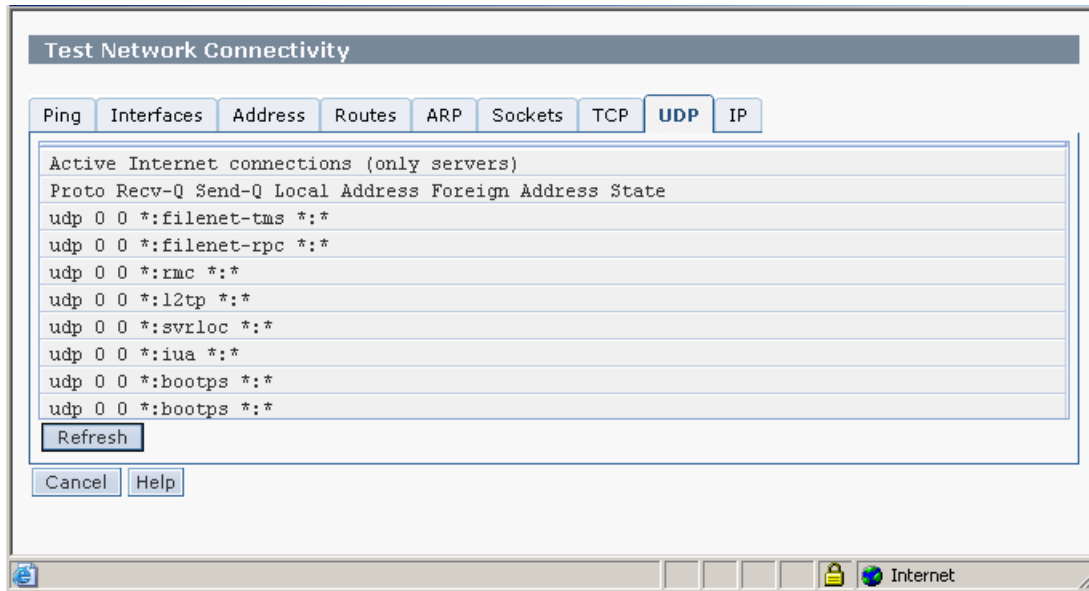 Test Network Connectivity
Ping Interfaces Address Routes ARP Sockets TCP UDP IP
Active Internet connections (only servers)
Proto Recv-Q Send-Q Local Address Foreign Address State
udp 0 0 *:filenet-tms *:*
udp 0 0 *:filenet-rpc *:*
udp 0 0 *:rmc *:*
udp 0 0 *:l2tp *:*
udp 0 0 *:svrloc *:*
udp 0 0 *:iua *:*
udp 0 0 *:bootps *:*
udp 0 0 *:bootps *:*
Refresh
Cancel Help
Internet